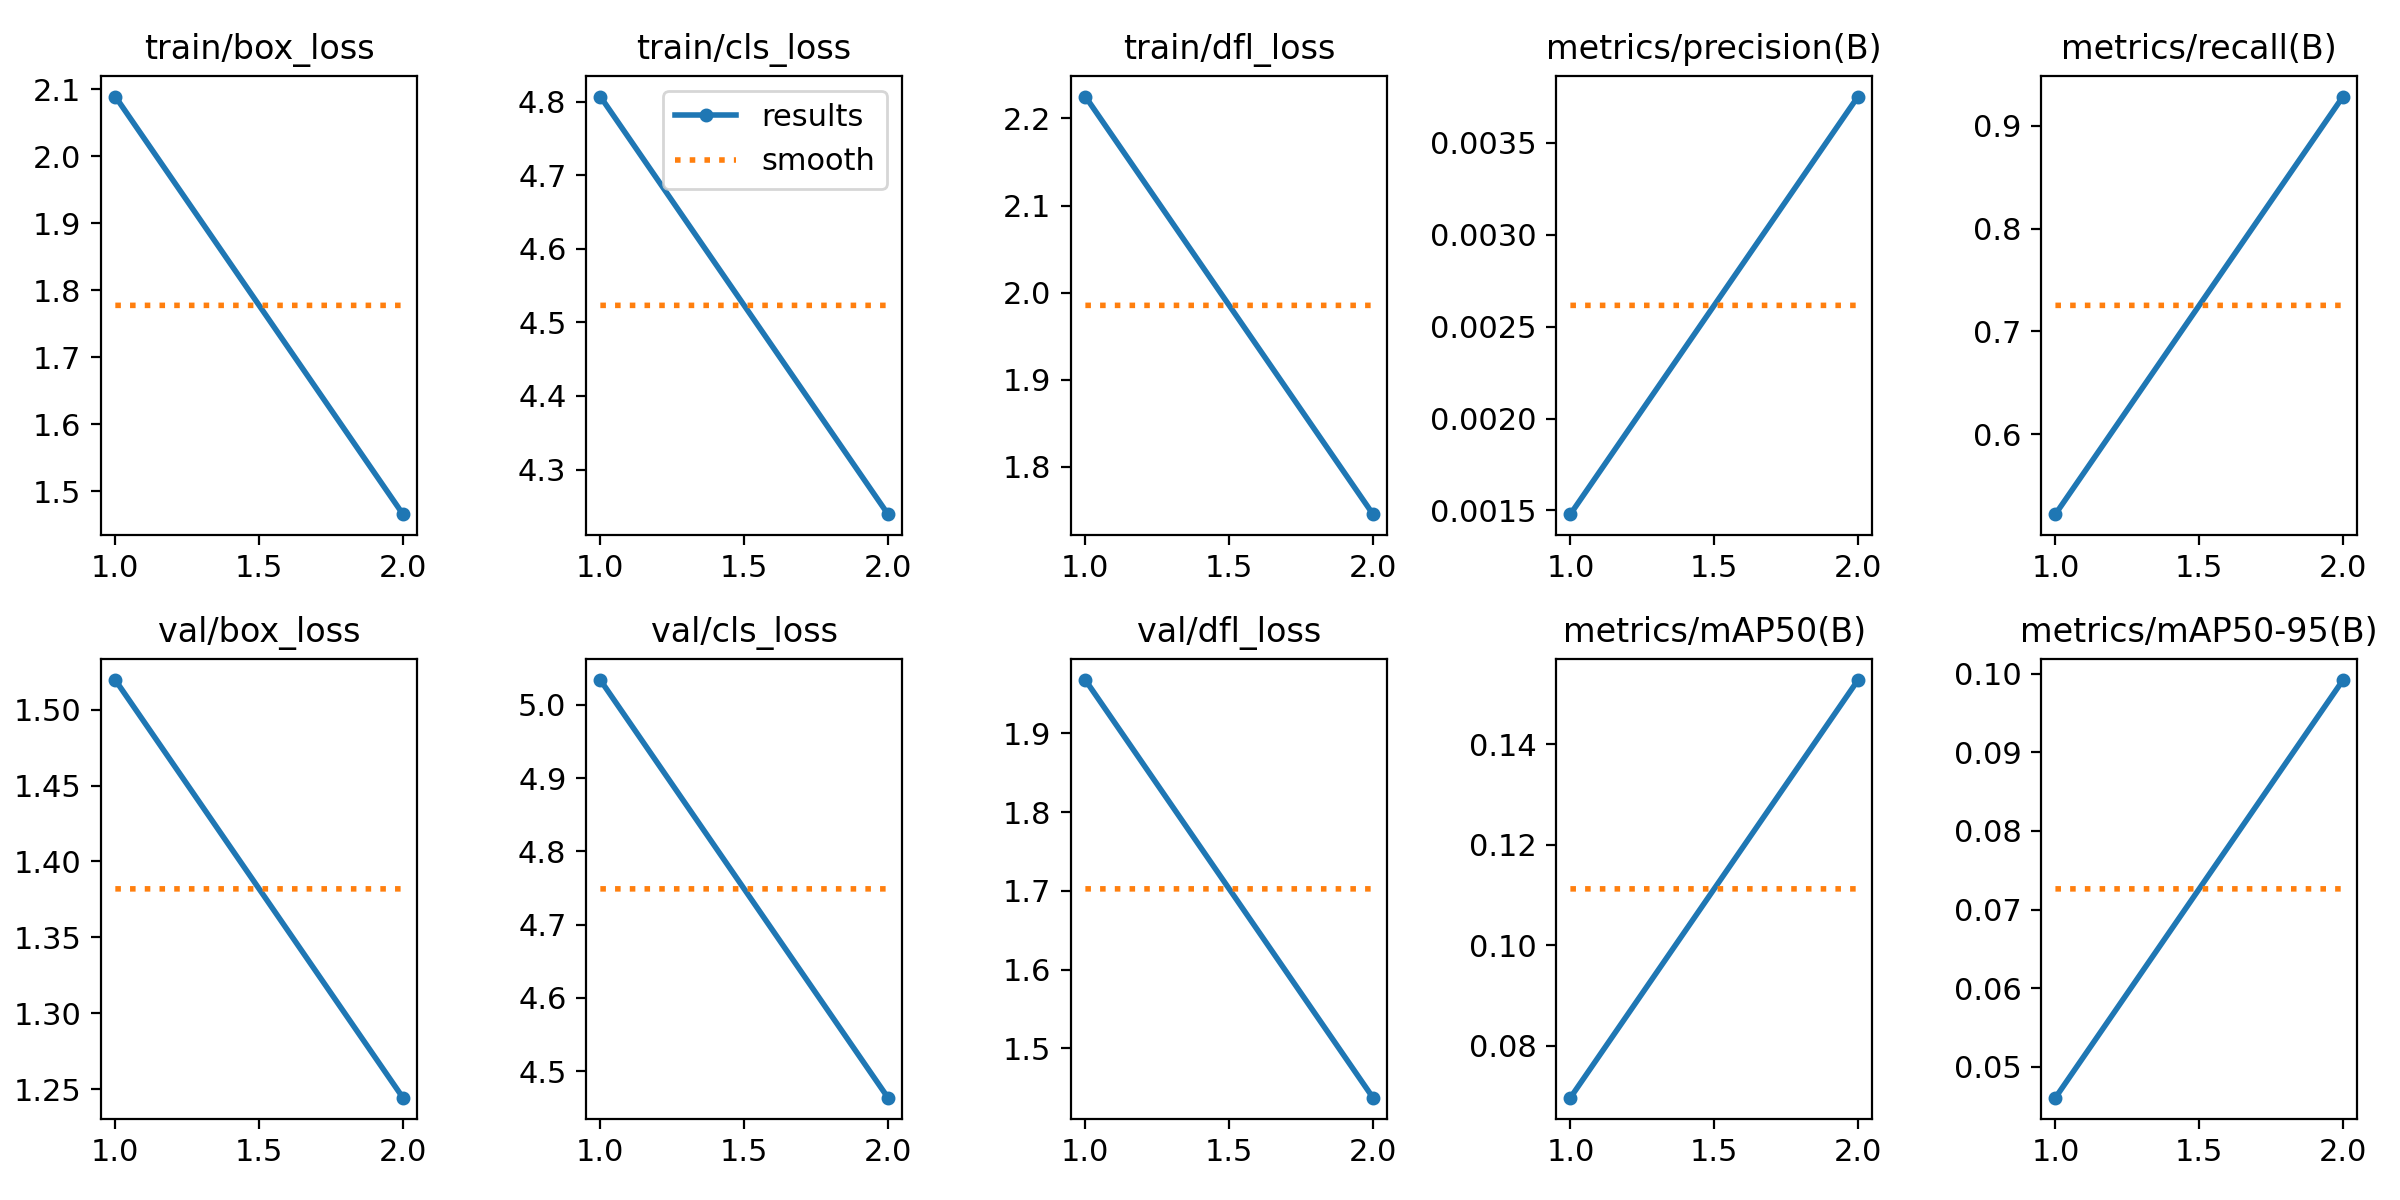 train/box_loss
2.1
2.0
1.9
1.8
1.7
1.6
1.5
1.0 1.5 2.0
train/cls_loss
results
smooth
4.8
4.7
4.6
4.5
4.4
4.3
1.0 1.5 2.0
train/dfl_loss
2.2
2.1
2.0
1.9
1.8
1.0 1.5 2.0
metrics/precision(B)
0.0035
0.0030
0.0025
0.0020
0.0015
1.0 1.5 2.0
metrics/recall(B)
0.9
0.8
0.7
0.6
1.0 1.5 2.0
val/box_loss
1.50
1.45
1.40
1.35
1.30
1.25
1.0 1.5 2.0
val/cls_loss
5.0
4.9
4.8
4.7
4.6
4.5
1.0 1.5 2.0
val/dfl_loss
1.9
1.8
1.7
1.6
1.5
1.0 1.5 2.0
metrics/mAP50(B)
0.14
0.12
0.10
0.08
1.0 1.5 2.0
metrics/mAP50-95(B)
0.10
0.09
0.08
0.07
0.06
0.05
1.0 1.5 2.0